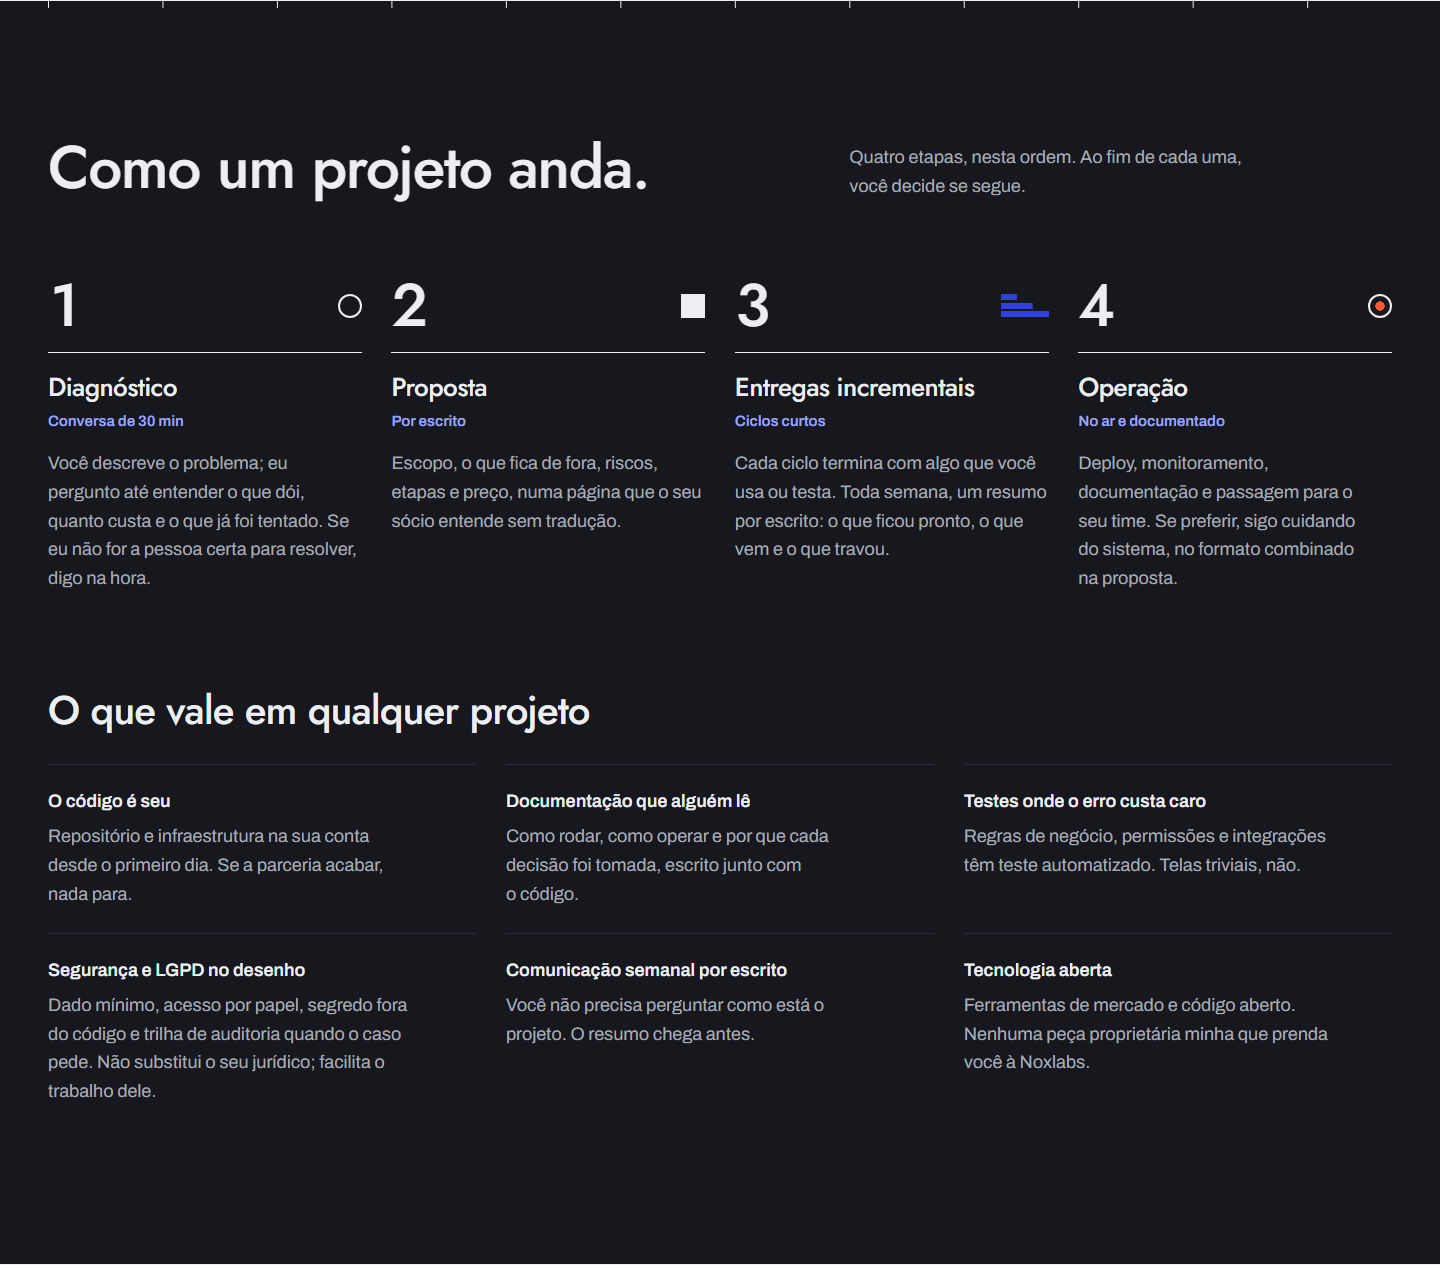 Como um projeto anda.
Quatro etapas, nesta ordem. Ao fim de cada uma,
você decide se segue.
1
Diagnóstico
Conversa de 30 min
Você descreve o problema; eu
pergunto até entender o que dói,
quanto custa e o que já foi tentado. Se
eu não for a pessoa certa para resolver,
digo na hora.
2
Proposta
Por escrito
Escopo, o que fica de fora, riscos,
etapas e preço, numa página que o seu
sócio entende sem tradução.
3
Entregas incrementais
Ciclos curtos
Cada ciclo termina com algo que você
usa ou testa. Toda semana, um resumo
por escrito: o que ficou pronto, o que
vem e o que travou.
4
Operação
No ar e documentado
Deploy, monitoramento,
documentação e passagem para o
seu time. Se preferir, sigo cuidando
do sistema, no formato combinado
na proposta.
O que vale em qualquer projeto
O código é seu
Repositório e infraestrutura na sua conta
desde o primeiro dia. Se a parceria acabar,
nada para.
Documentação que alguém lê
Como rodar, como operar e por que cada
decisão foi tomada, escrito junto com
o código.
Testes onde o erro custa caro
Regras de negócio, permissões e integrações
têm teste automatizado. Telas triviais, não.
Segurança e LGPD no desenho
Dado mínimo, acesso por papel, segredo fora
do código e trilha de auditoria quando o caso
pede. Não substitui o seu jurídico; facilita o
trabalho dele.
Comunicação semanal por escrito
Você não precisa perguntar como está o
projeto. O resumo chega antes.
Tecnologia aberta
Ferramentas de mercado e código aberto.
Nenhuma peça proprietária minha que prenda
você à Noxlabs.